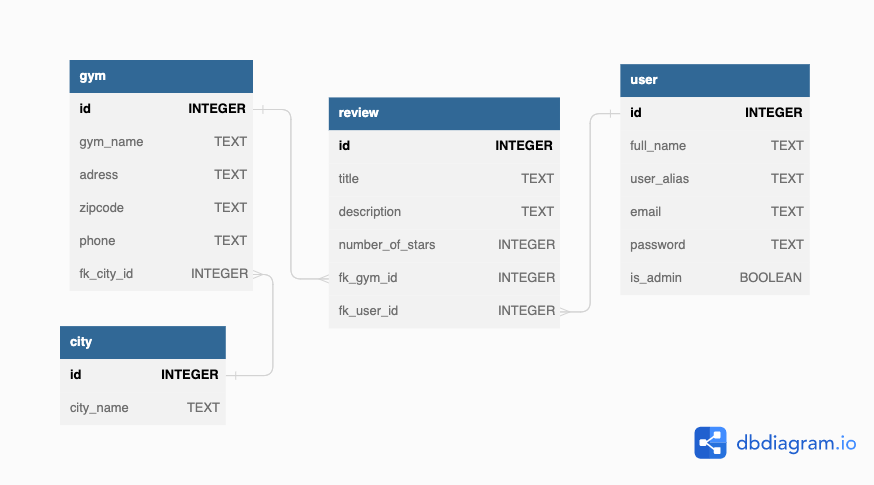 gym
id INTEGER
gym_name TEXT
adress TEXT
zipcode TEXT
phone TEXT
fk_city_id INTEGER
city
id INTEGER
city_name TEXT
review
id INTEGER
title TEXT
description TEXT
number_of_stars INTEGER
fk_gym_id INTEGER
fk_user_id INTEGER
user
id INTEGER
full_name TEXT
user_alias TEXT
email TEXT
password TEXT
is_admin BOOLEAN
dbdiagram.io